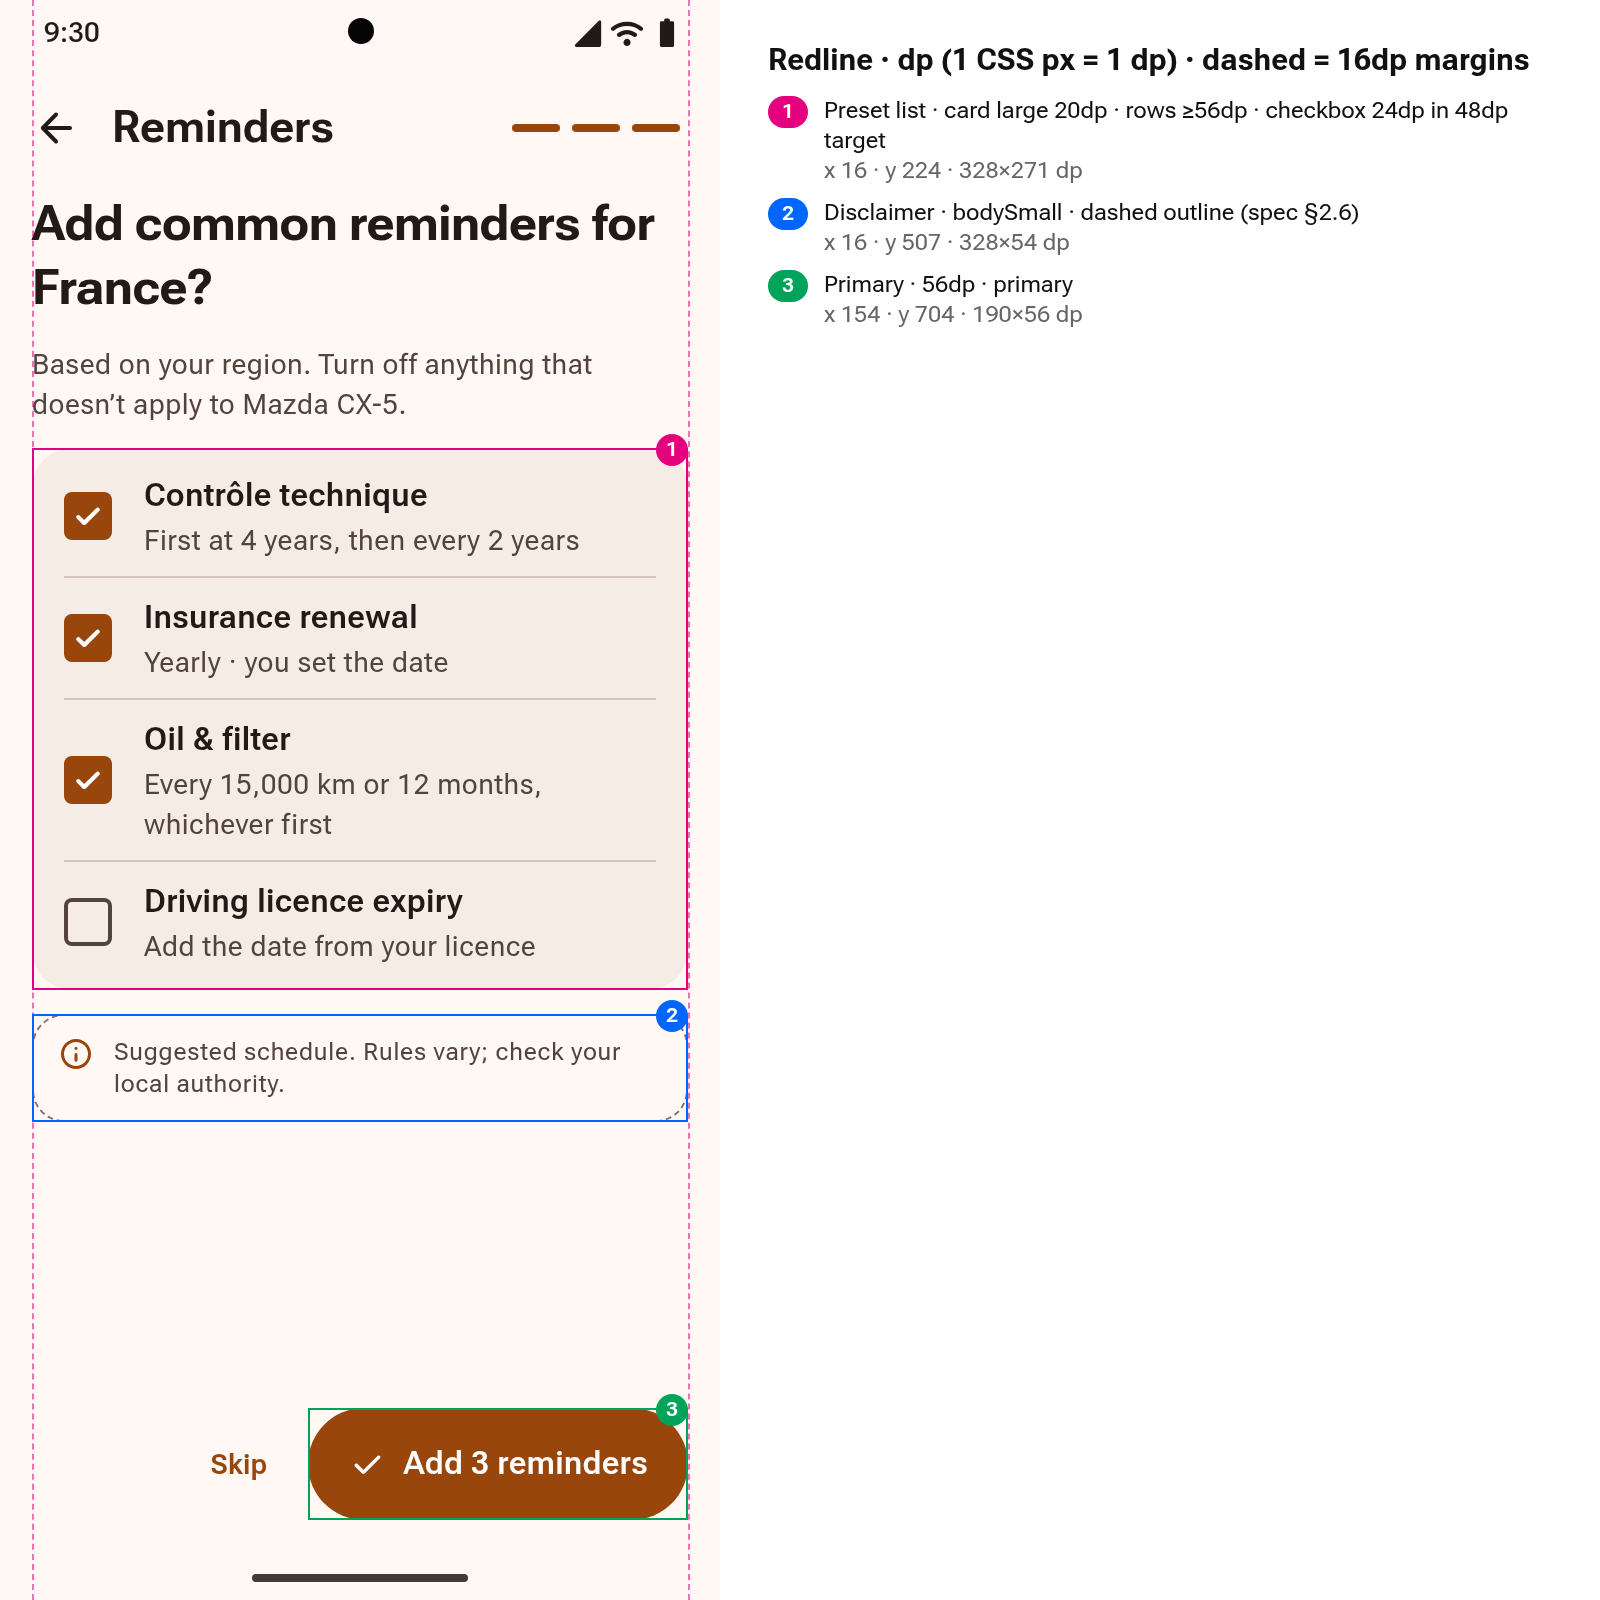 9:30
Reminders
Add common reminders for
France?
Based on your region. Turn off anything that
doesn’t apply to Mazda CX-5.
1
Contrôle technique
First at 4 years, then every 2 years
Insurance renewal
Yearly · you set the date
Oil & filter
Every 15,000 km or 12 months,
whichever first
Driving licence expiry
Add the date from your licence
2
Suggested schedule. Rules vary; check your
local authority.
3
Skip
Add 3 reminders
Redline · dp (1 CSS px = 1 dp) · dashed = 16dp margins
1 Preset list · card large 20dp · rows ≥56dp · checkbox 24dp in 48dp
target
x 16 · y 224 · 328×271 dp
2 Disclaimer · bodySmall · dashed outline (spec §2.6)
x 16 · y 507 · 328×54 dp
3 Primary · 56dp · primary
x 154 · y 704 · 190×56 dp